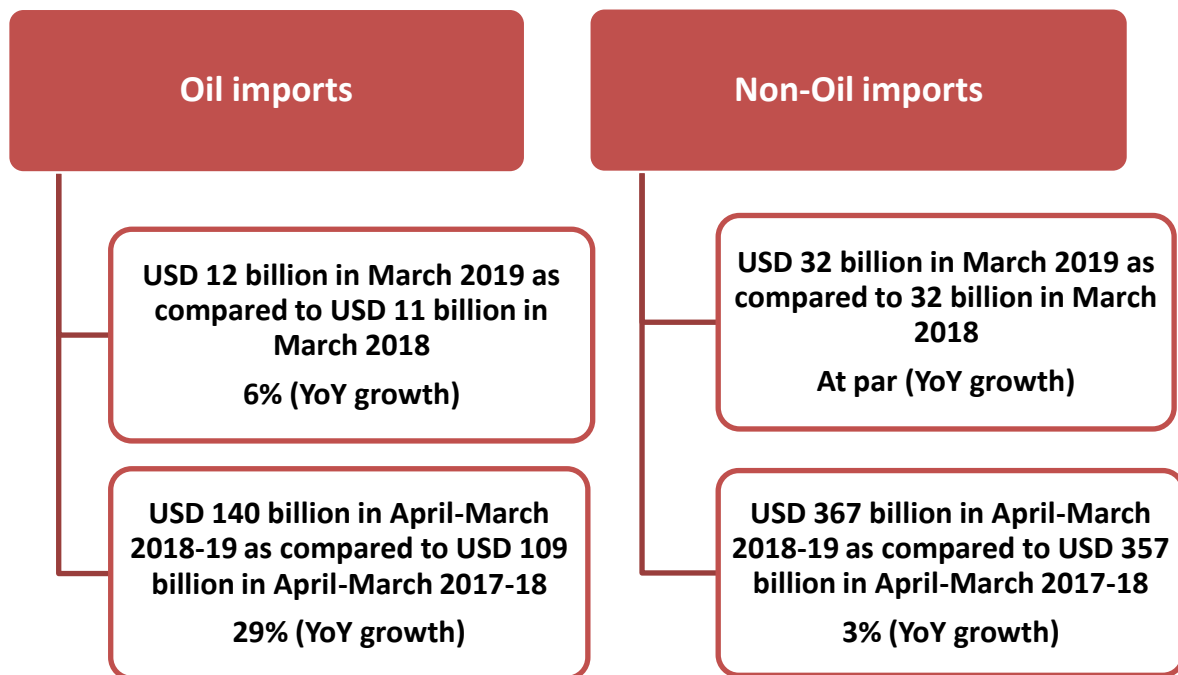 Oil imports
USD 12 billion in March 2019 as
compared to USD 11 billion in
March 2018
6% (YoY growth)
USD 140 billion in April-March
2018-19 as compared to USD 109
billion in April-March 2017-18
29% (YoY growth)
Non-Oil imports
USD 32 billion in March 2019 as
compared to 32 billion in March
2018
At par (YoY growth)
USD 367 billion in April-March
2018-19 as compared to USD 357
billion in April-March 2017-18
3% (YoY growth)